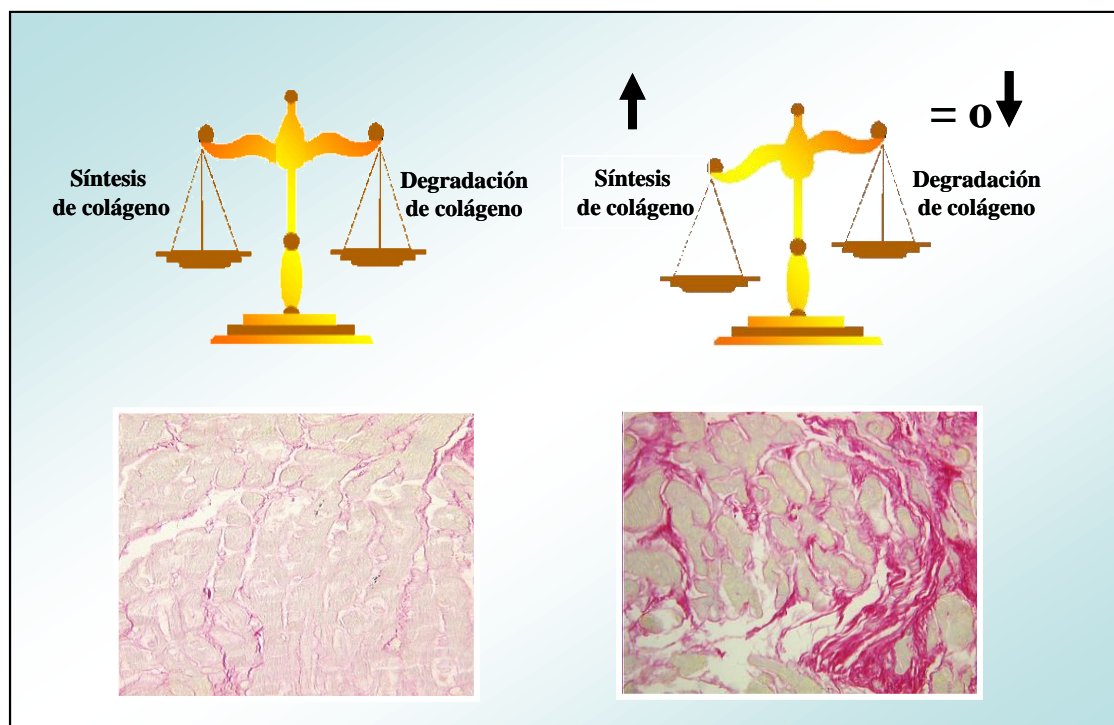 Síntesis
de colágeno
Degradación
de colágeno
= o
Síntesis
de colágeno
Degradación
de colágeno